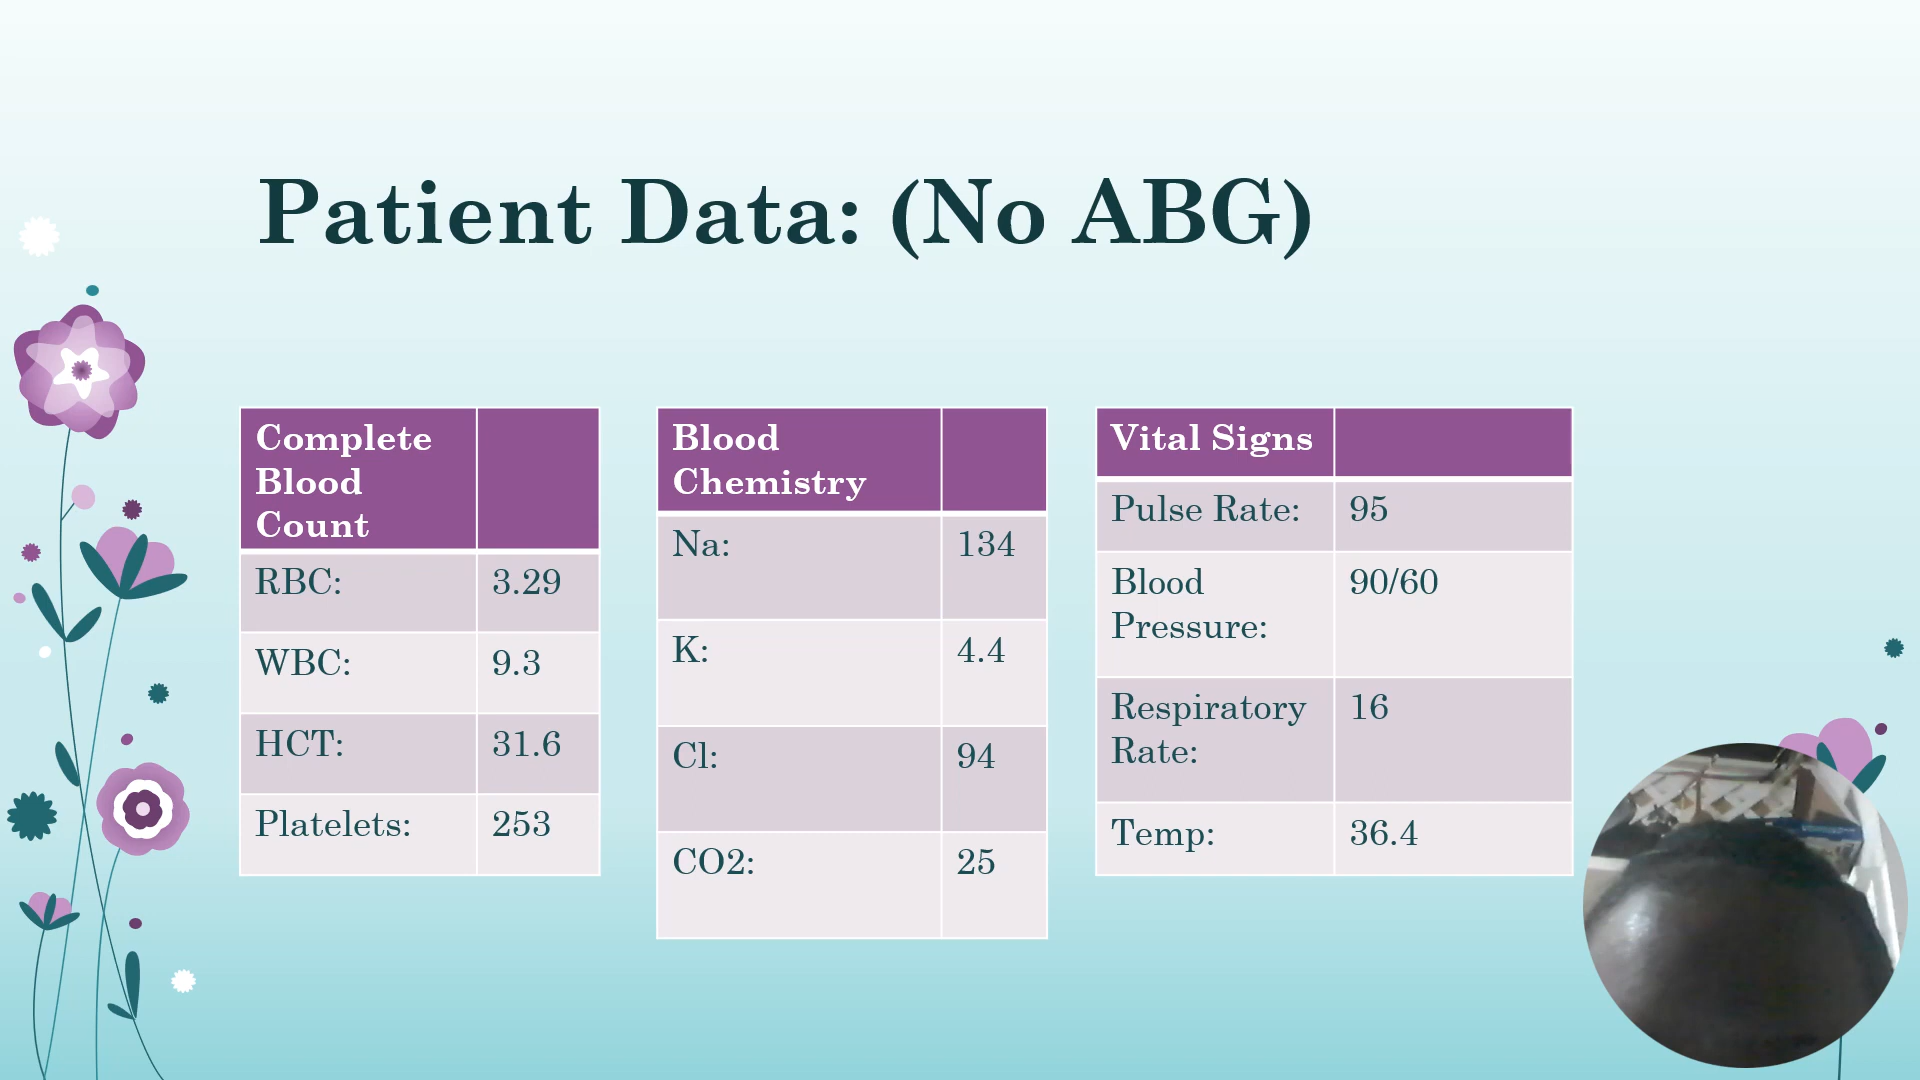 Patient Data: (No ABG)
Complete
Blood
Count
RBC: 3.29
WBC: 9.3
HCT: 31.6
Platelets: 253
Blood
Chemistry
Na: 134
K: 4.4
Cl: 94
CO2: 25
Vital Signs
Pulse Rate: 95
Blood 90/60
Pressure:
Respiratory 16
Rate:
Temp: 36.4